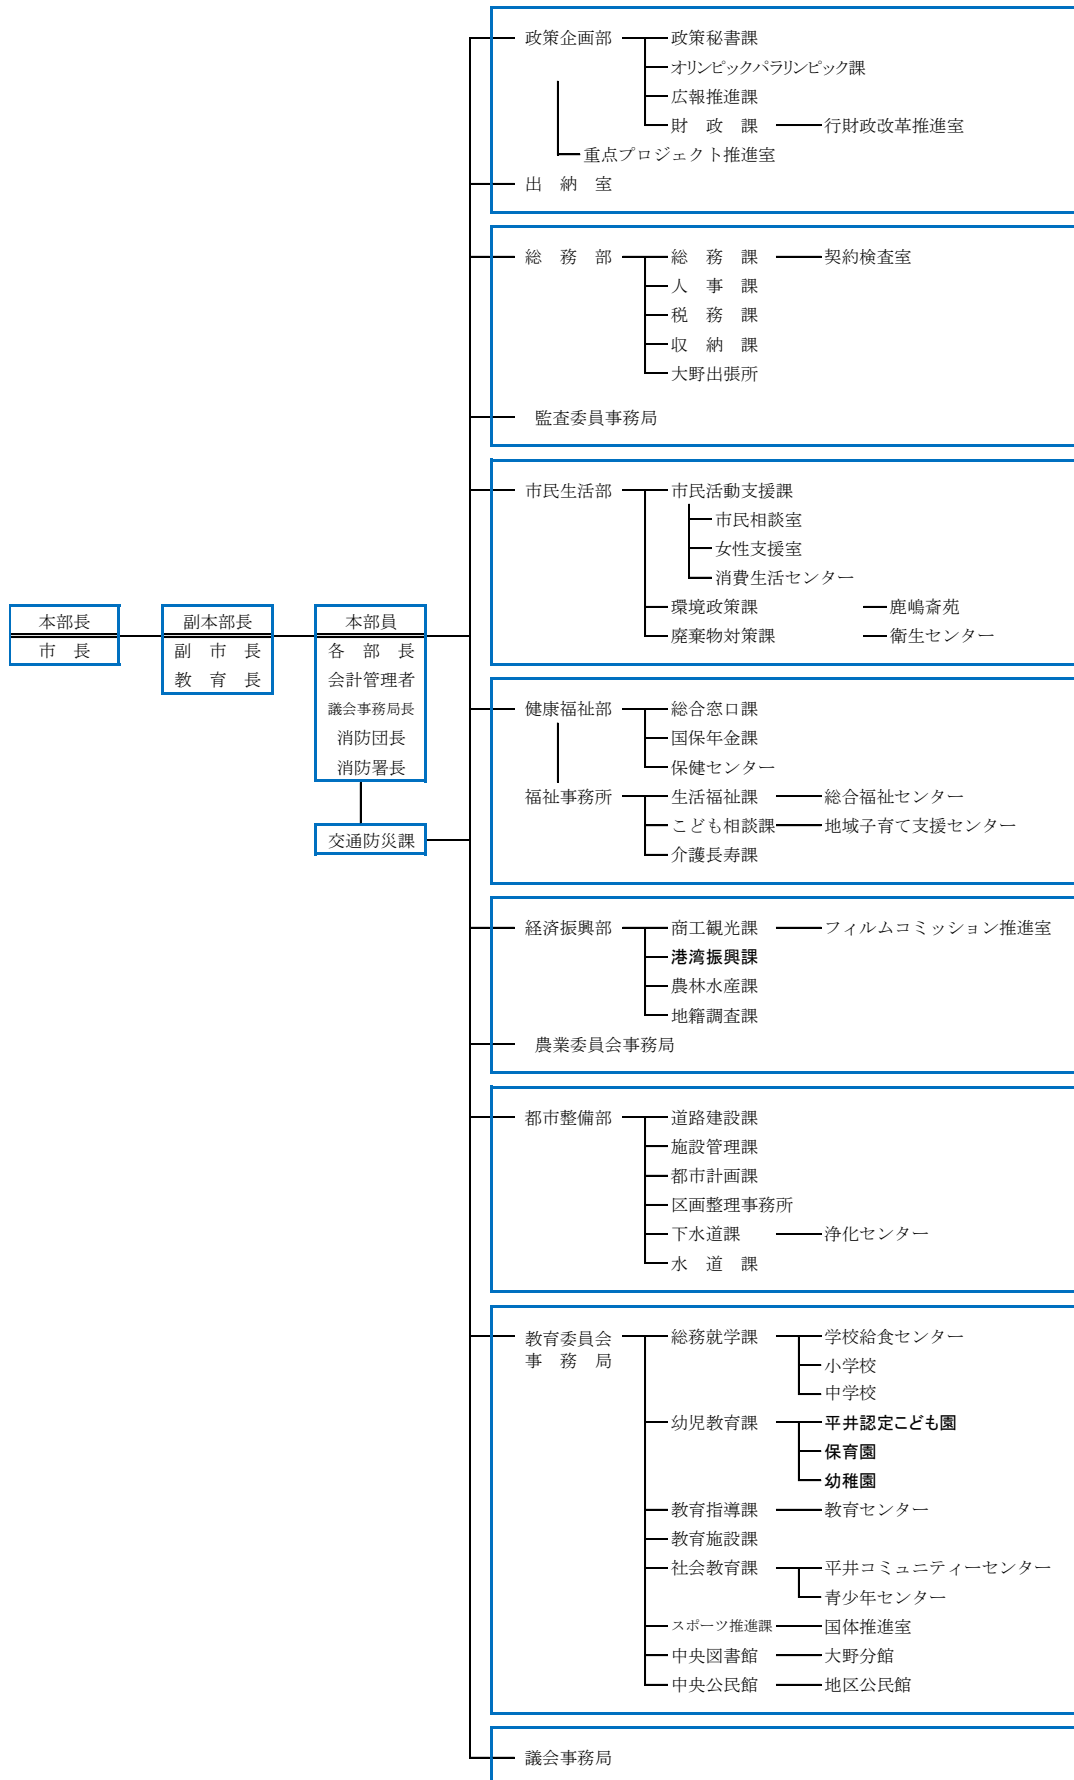 政策企画部 政策秘書課
オリンピックパラリンピック課
広報推進課
財　政　課 行財政改革推進室
重点プロジェクト推進室
出　納　室
総　務　部 総　務　課 契約検査室
人　事　課
税　務　課
収　納　課
大野出張所
監査委員事務局
市民生活部 市民活動支援課
市民相談室
女性支援室
消費生活センター
環境政策課 鹿嶋斎苑
廃棄物対策課 衛生センター
本部長
市　長
副本部長
副　市　長
教　育　長
本部員
各　部　長
会計管理者
議会事務局長
消防団長
消防署長
交通防災課
健康福祉部 総合窓口課
国保年金課
保健センター
福祉事務所 生活福祉課 総合福祉センター
こども相談課 地域子育て支援センター
介護長寿課
経済振興部 商工観光課 フィルムコミッション推進室
港湾振興課
農林水産課
地籍調査課
農業委員会事務局
都市整備部 道路建設課
施設管理課
都市計画課
区画整理事務所
下水道課 浄化センター
水　道　課
教育委員会
事　務　局
総務就学課 学校給食センター
小学校
中学校
幼児教育課 平井認定こども園
保育園
幼稚園
教育指導課 教育センター
教育施設課
社会教育課 平井コミュニティーセンター
青少年センター
スポーツ推進課 国体推進室
中央図書館 大野分館
中央公民館 地区公民館
議会事務局